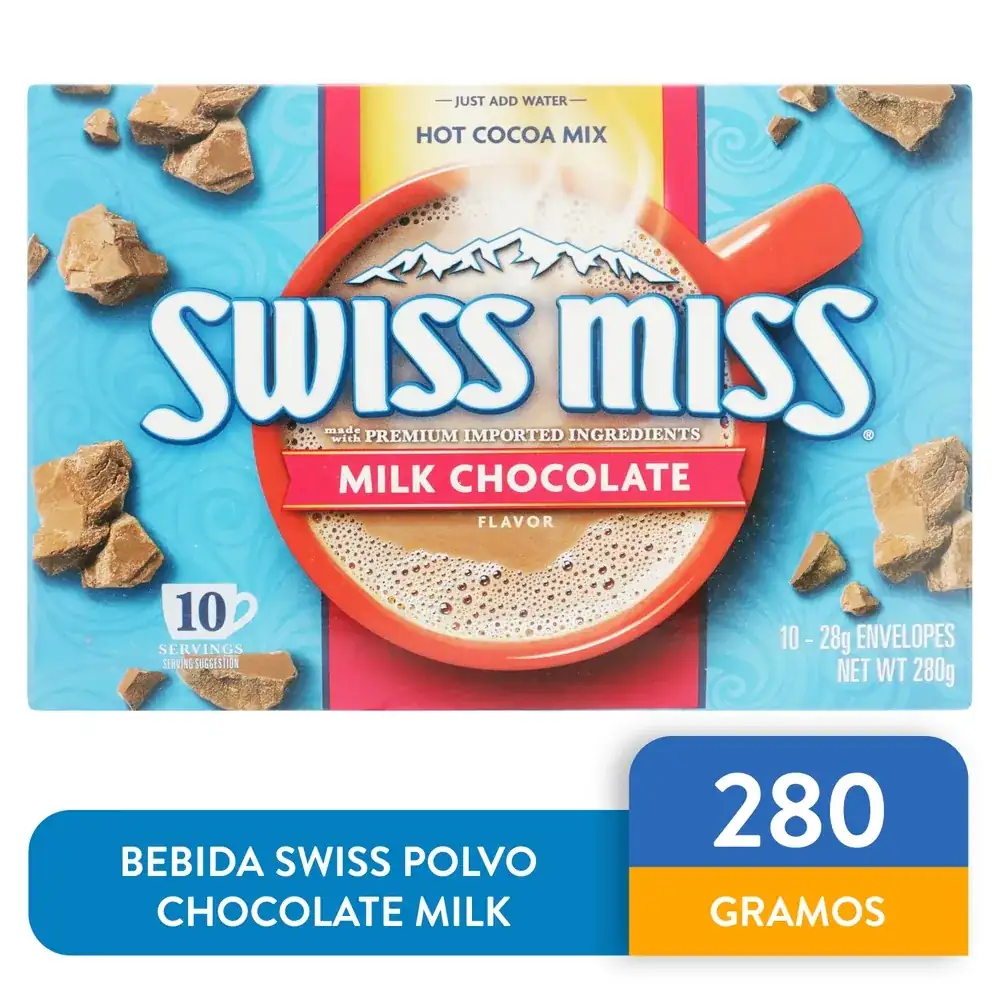 JUST ADD WATER
HOT COCOA MIX
SWISS MISS®
made with PREMIUM IMPORTED INGREDIENTS
MILK CHOCOLATE
FLAVOR
10
SERVINGS
SERVING SUGGESTION
10 - 28g ENVELOPES
NET WT 280g
BEBIDA SWISS POLVO
CHOCOLATE MILK
280
GRAMOS